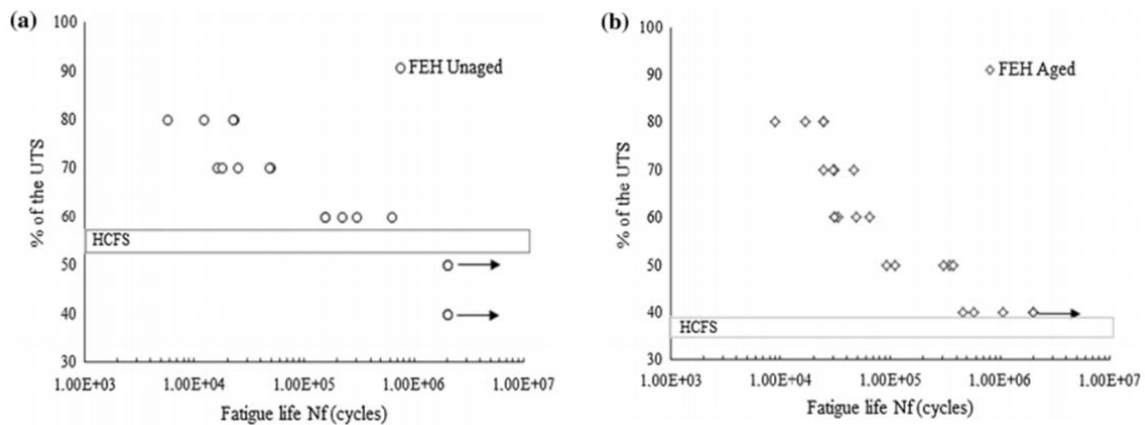 (a)
100
90
80
70
60
50
40
30
% of the UTS
FEH Unaged
HCFS
1.00E+03 1.00E+04 1.00E+05 1.00E+06 1.00E+07
Fatigue life Nf (cycles)
(b)
100
90
80
70
60
50
40
30
% of the UTS
FEH Aged
HCFS
1.00E+03 1.00E+04 1.00E+05 1.00E+06 1.00E+07
Fatigue life Nf (cycles)